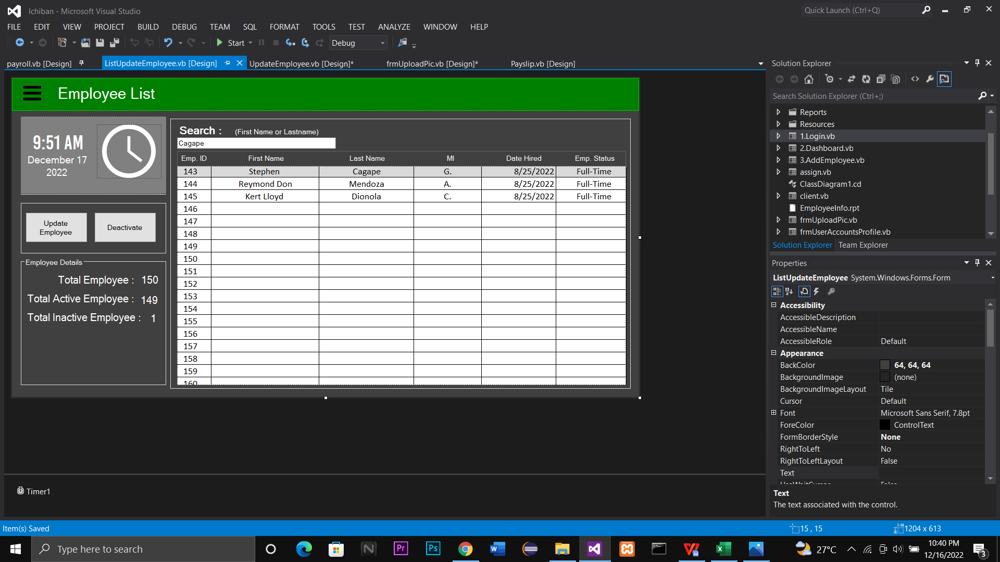 Ichiban - Microsoft Visual Studio
Quick Launch (Ctrl+Q)
FILE EDIT VIEW PROJECT BUILD DEBUG TEAM SQL FORMAT TOOLS TEST ANALYZE WINDOW HELP
Start Debug
payroll.vb [Design] ListUpdateEmployee.vb [Design] UpdateEmployee.vb [Design]* frmUploadPic.vb [Design]* Payslip.vb [Design]
Employee List
9:51 AM
December 17
2022
Update
Employee
Deactivate
Employee Details
Total Employee : 150
Total Active Employee : 149
Total Inactive Employee : 1
Search : (First Name or Lastname)
Cagape
Emp. ID First Name Last Name MI Date Hired Emp. Status
143 Stephen Cagape G. 8/25/2022 Full-Time
144 Reymond Don Mendoza A. 8/25/2022 Full-Time
145 Kert Lloyd Dionola C. 8/25/2022 Full-Time
146
147
148
149
150
151
152
153
154
155
156
157
158
159
160
Timer1
Solution Explorer
Search Solution Explorer (Ctrl+;)
Reports
Resources
1.Login.vb
2.Dashboard.vb
3.AddEmployee.vb
assign.vb
ClassDiagram1.cd
client.vb
EmployeeInfo.rpt
frmUploadPic.vb
frmUserAccountsProfile.vb
Solution Explorer Team Explorer
Properties
ListUpdateEmployee System.Windows.Forms.Form
Accessibility
AccessibleDescription
AccessibleName
AccessibleRole Default
Appearance
BackColor 64, 64, 64
BackgroundImage (none)
BackgroundImageLayout Tile
Cursor Default
Font Microsoft Sans Serif, 7.8pt
ForeColor ControlText
FormBorderStyle None
RightToLeft No
RightToLeftLayout False
Text
UseWaitCursor False
Text
The text associated with the control.
Item(s) Saved
15 , 15
1204 x 613
Type here to search
N
Pr
Ps
27°C
10:40 PM
12/16/2022
3